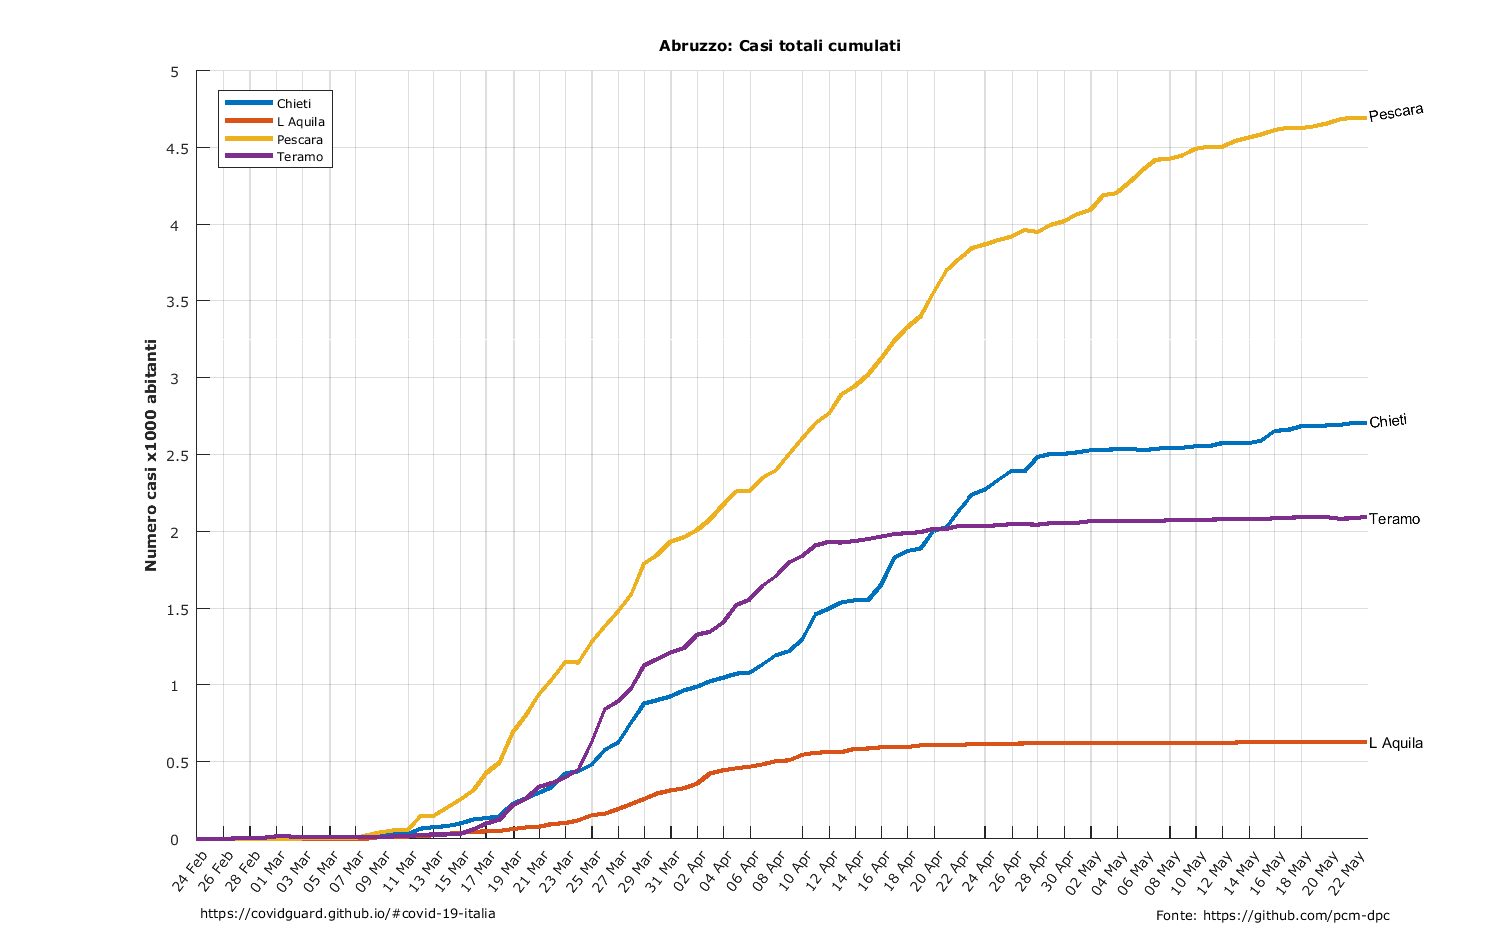 Abruzzo: Casi totali cumulati
5
4.5
4
3.5
3
2.5
2
1.5
1
0.5
0
Numero casi x1000 abitanti
Chieti
L Aquila
Pescara
Teramo
Pescara
Chieti
Teramo
L Aquila
24 Feb
26 Feb
28 Feb
01 Mar
03 Mar
05 Mar
07 Mar
09 Mar
11 Mar
13 Mar
15 Mar
17 Mar
19 Mar
21 Mar
23 Mar
25 Mar
27 Mar
29 Mar
31 Mar
02 Apr
04 Apr
06 Apr
08 Apr
10 Apr
12 Apr
14 Apr
16 Apr
18 Apr
20 Apr
22 Apr
24 Apr
26 Apr
28 Apr
30 Apr
02 May
04 May
06 May
08 May
10 May
12 May
14 May
16 May
18 May
20 May
22 May
https://covidguard.github.io/#covid-19-italia
Fonte: https://github.com/pcm-dpc